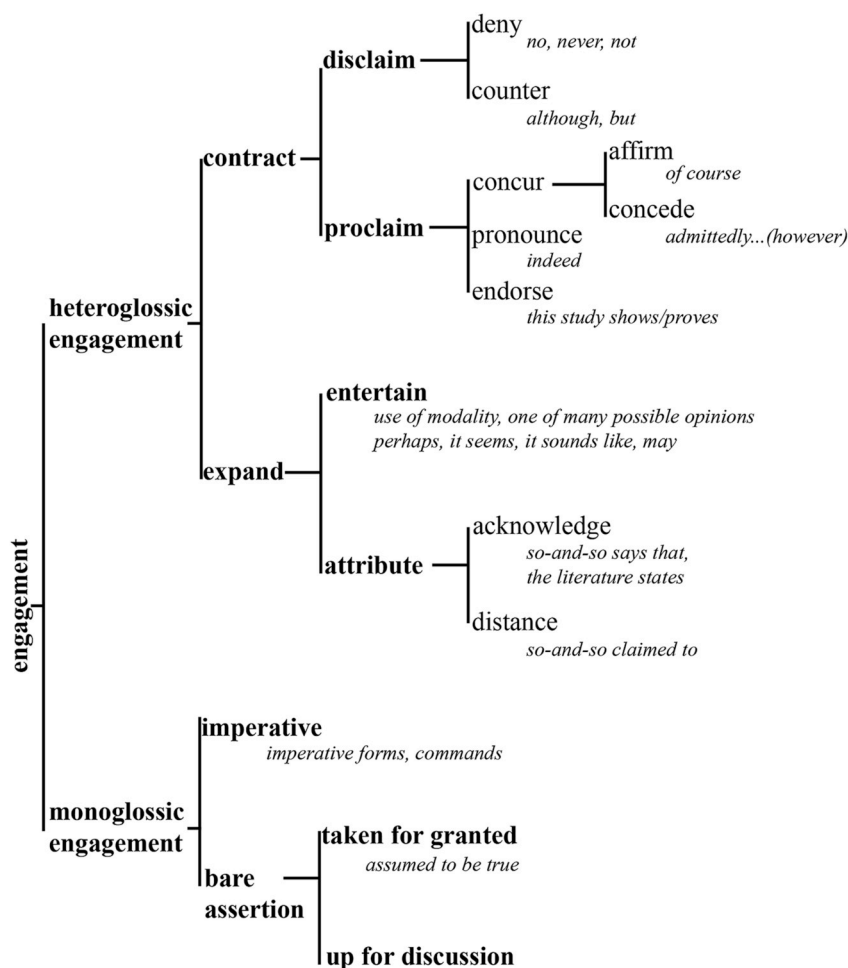 deny
no, never, not
disclaim
counter
although, but
contract
affirm
of course
concur
concede
admittedly...(however)
proclaim
pronounce
indeed
endorse
this study shows/proves
heteroglossic
engagement
entertain
use of modality, one of many possible opinions
perhaps, it seems, it sounds like, may
expand
acknowledge
so-and-so says that,
the literature states
attribute
distance
so-and-so claimed to
engagement
imperative
imperative forms, commands
monoglossic
engagement
taken for granted
assumed to be true
bare
assertion
up for discussion